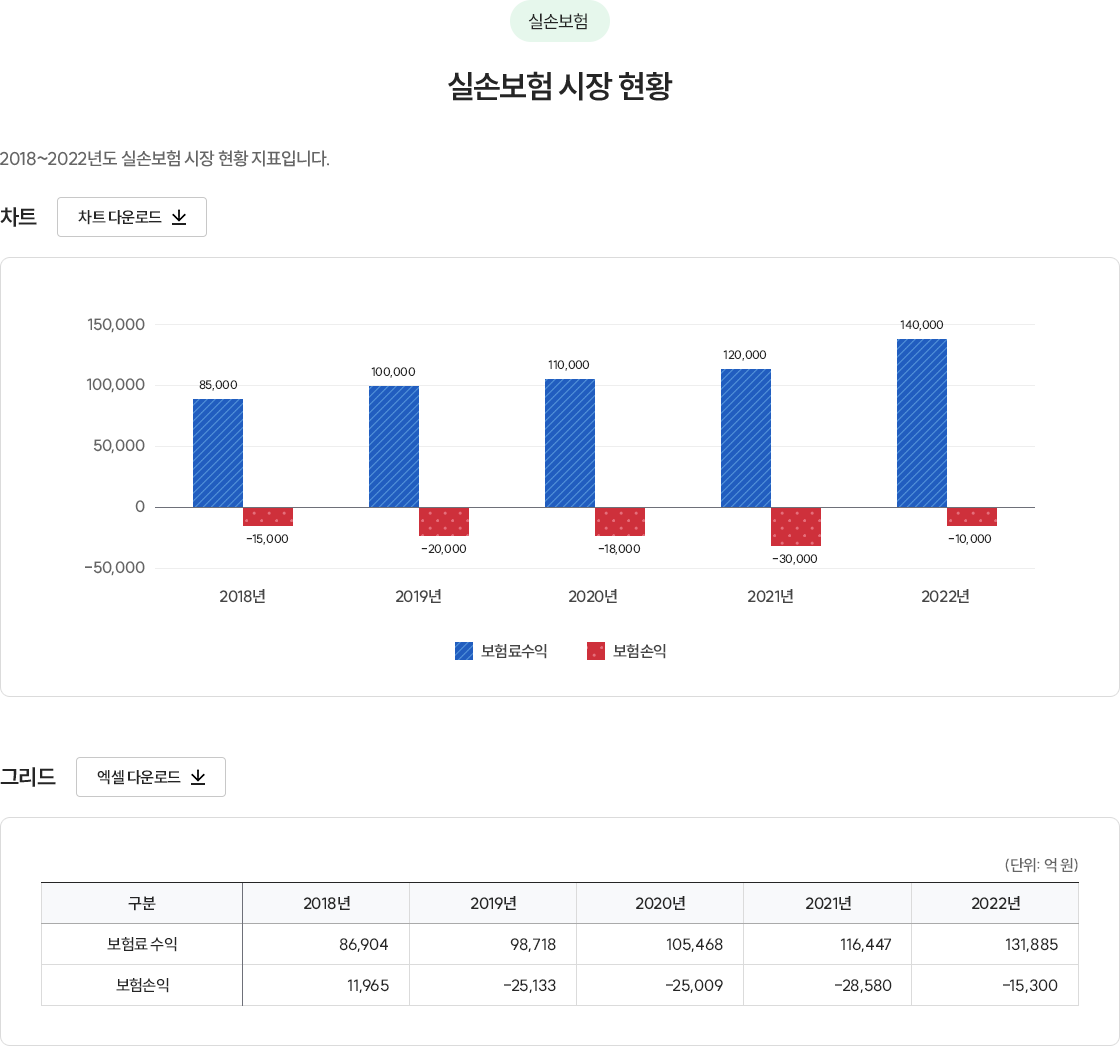 실손보험
실손보험 시장 현황
2018~2022년도 실손보험 시장 현황 지표입니다.
차트 차트 다운로드
150,000
100,000
50,000
0
-50,000
85,000 100,000 110,000 120,000 140,000
-15,000 -20,000 -18,000 -30,000 -10,000
2018년 2019년 2020년 2021년 2022년
보험료수익 보험손익
그리드 엑셀 다운로드
(단위: 억 원)
구분 2018년 2019년 2020년 2021년 2022년
보험료 수익 86,904 98,718 105,468 116,447 131,885
보험손익 11,965 -25,133 -25,009 -28,580 -15,300